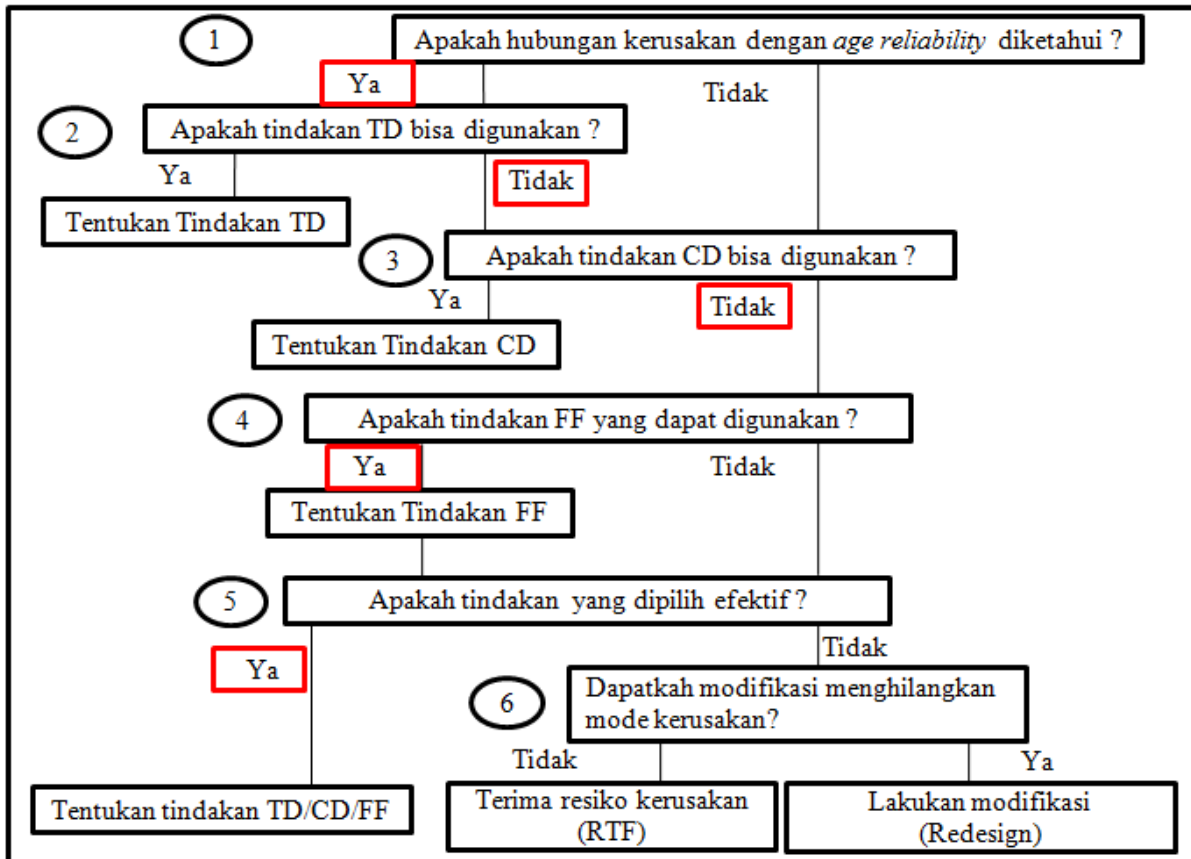 1
Apakah hubungan kerusakan dengan age reliability diketahui ?
Ya
Tidak
2
Apakah tindakan TD bisa digunakan ?
Ya
Tidak
Tentukan Tindakan TD
3
Apakah tindakan CD bisa digunakan ?
Ya
Tidak
Tentukan Tindakan CD
4
Apakah tindakan FF yang dapat digunakan ?
Ya
Tidak
Tentukan Tindakan FF
5
Apakah tindakan yang dipilih efektif ?
Ya
Tidak
6
Dapatkah modifikasi menghilangkan
mode kerusakan?
Tidak
Ya
Tentukan tindakan TD/CD/FF
Terima resiko kerusakan
(RTF)
Lakukan modifikasi
(Redesign)